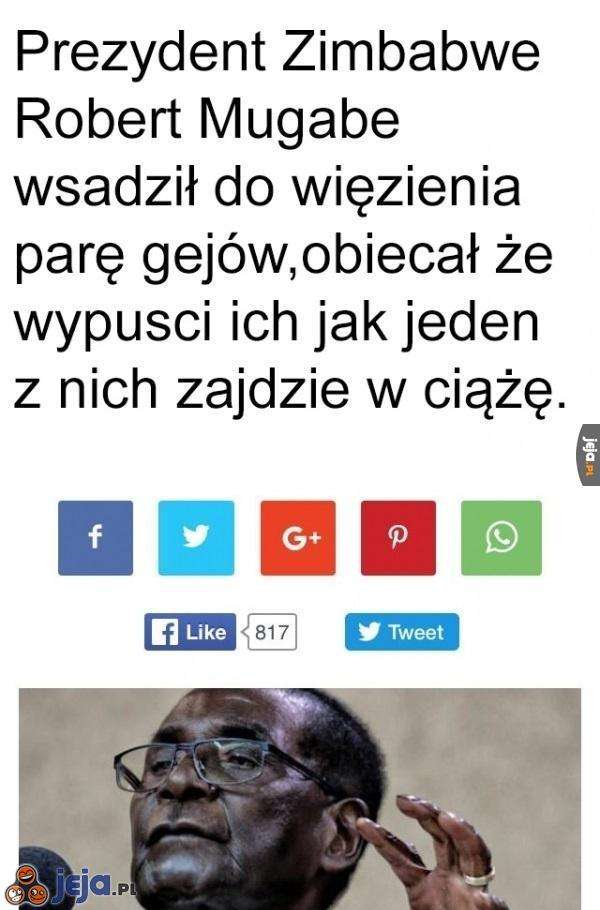 Prezydent Zimbabwe
Robert Mugabe
wsadził do więzienia
parę gejów,obiecał że
wypusci ich jak jeden
z nich zajdzie w ciążę.
jeja.pl
f
G+
f Like 817
Tweet
jeja.PL